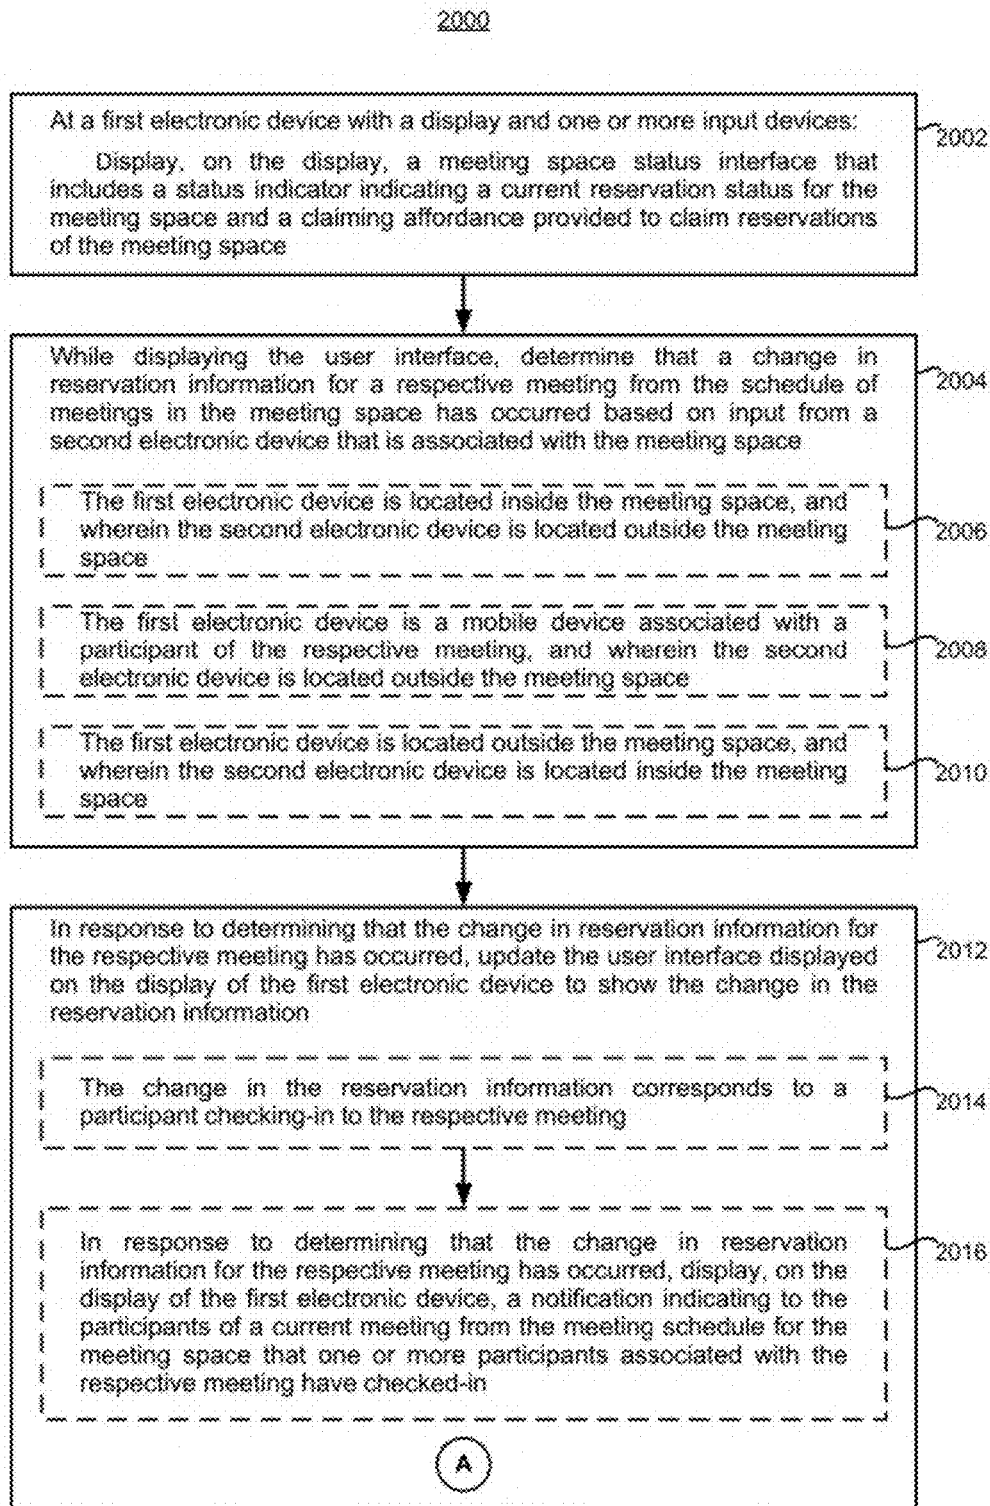 2000
At a first electronic device with a display and one or more input devices:
Display, on the display, a meeting space status interface that
includes a status indicator indicating a current reservation status for the
meeting space and a claiming affordance provided to claim reservations
of the meeting space
2002
While displaying the user interface, determine that a change in
reservation information for a respective meeting from the schedule of
meetings in the meeting space has occurred based on input from a
second electronic device that is associated with the meeting space
2004
The first electronic device is located inside the meeting space, and
wherein the second electronic device is located outside the meeting
space
2006
The first electronic device is a mobile device associated with a
participant of the respective meeting, and wherein the second
electronic device is located outside the meeting space
2008
The first electronic device is located outside the meeting space, and
wherein the second electronic device is located inside the meeting
space
2010
In response to determining that the change in reservation information for
the respective meeting has occurred, update the user interface displayed
on the display of the first electronic device to show the change in the
reservation information
2012
The change in the reservation information corresponds to a
participant checking-in to the respective meeting
2014
In response to determining that the change in reservation
information for the respective meeting has occurred, display, on the
display of the first electronic device, a notification indicating to the
participants of a current meeting from the meeting schedule for the
meeting space that one or more participants associated with the
respective meeting have checked-in
2016
A